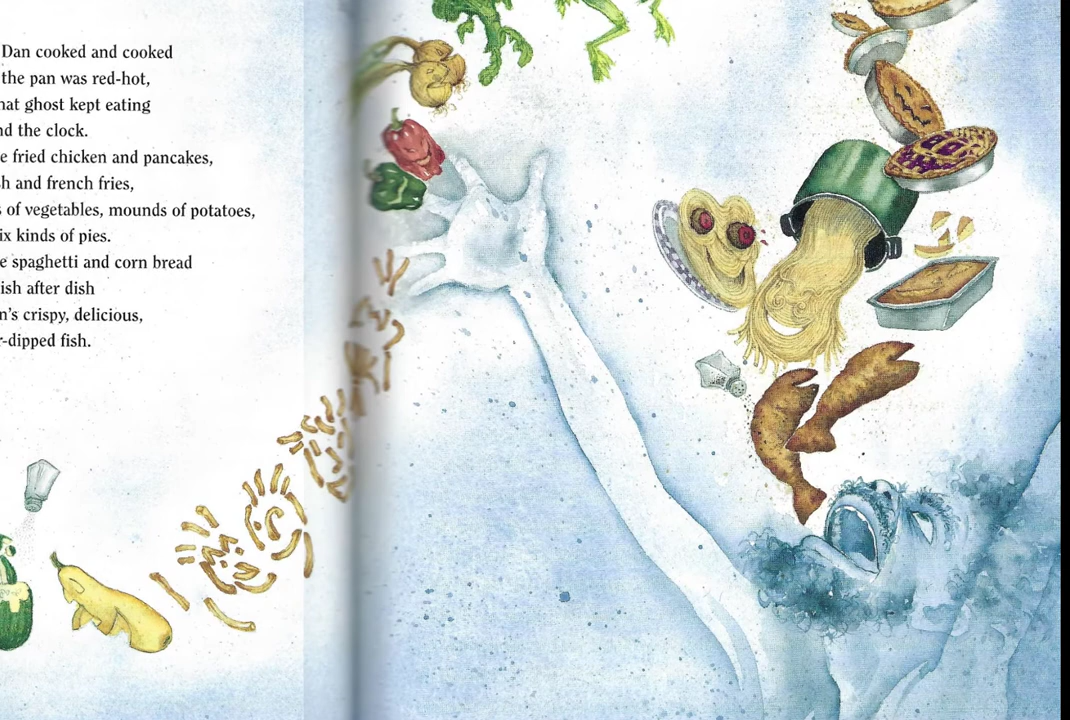 Dan cooked and cooked
the pan was red-hot,
hat ghost kept eating
nd the clock.
e fried chicken and pancakes,
h and french fries,
s of vegetables, mounds of potatoes,
ix kinds of pies.
e spaghetti and corn bread
ish after dish
n's crispy, delicious,
r-dipped fish.